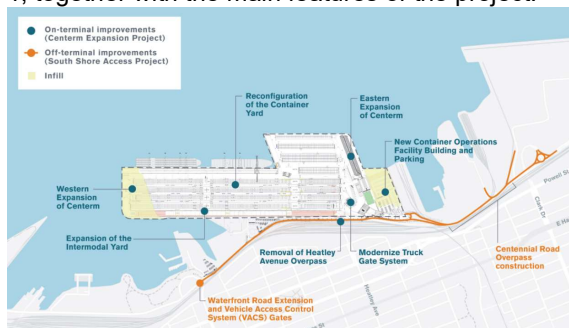 1, together with the main features of the project.
On-terminal improvements
(Centerm Expansion Project)
Off-terminal improvements
(South Shore Access Project)
Infill
Reconfiguration
of the Container
Yard
Eastern
Expansion
of Centerm
New Container Operations
Facility Building and
Parking
Western
Expansion
of Centerm
Expansion of the
Intermodal Yard
Removal of Heatley
Avenue Overpass
Modernize Truck
Gate System
Centennial Road
Overpass
construction
Waterfront Road Extension
and Vehicle Access Control
System (VACS) Gates
Powell St
Clark Dr
Heatley Ave